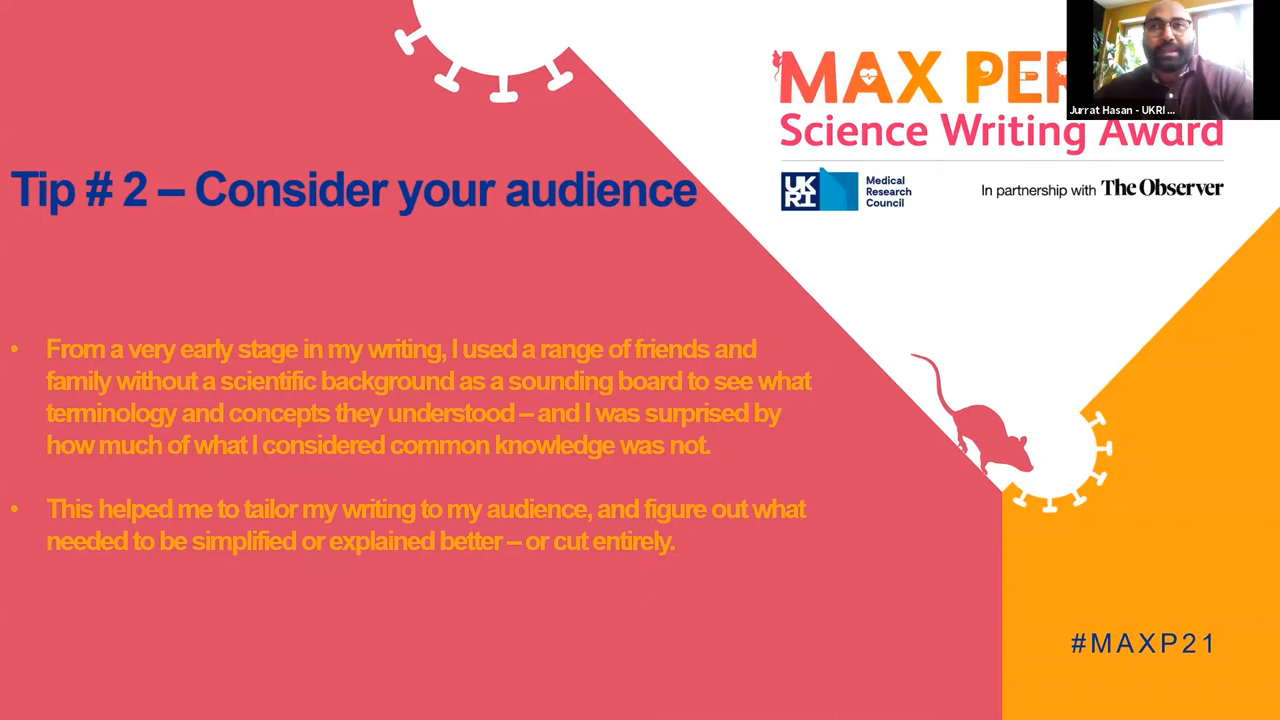 MAX PER
Jurrat Hasan - UKRI ...
Science Writing Award
Tip # 2 – Consider your audience
UK
RI
Medical
Research
Council
In partnership with The Observer
• From a very early stage in my writing, I used a range of friends and
family without a scientific background as a sounding board to see what
terminology and concepts they understood – and I was surprised by
how much of what I considered common knowledge was not.
• This helped me to tailor my writing to my audience, and figure out what
needed to be simplified or explained better – or cut entirely.
#MAXP21